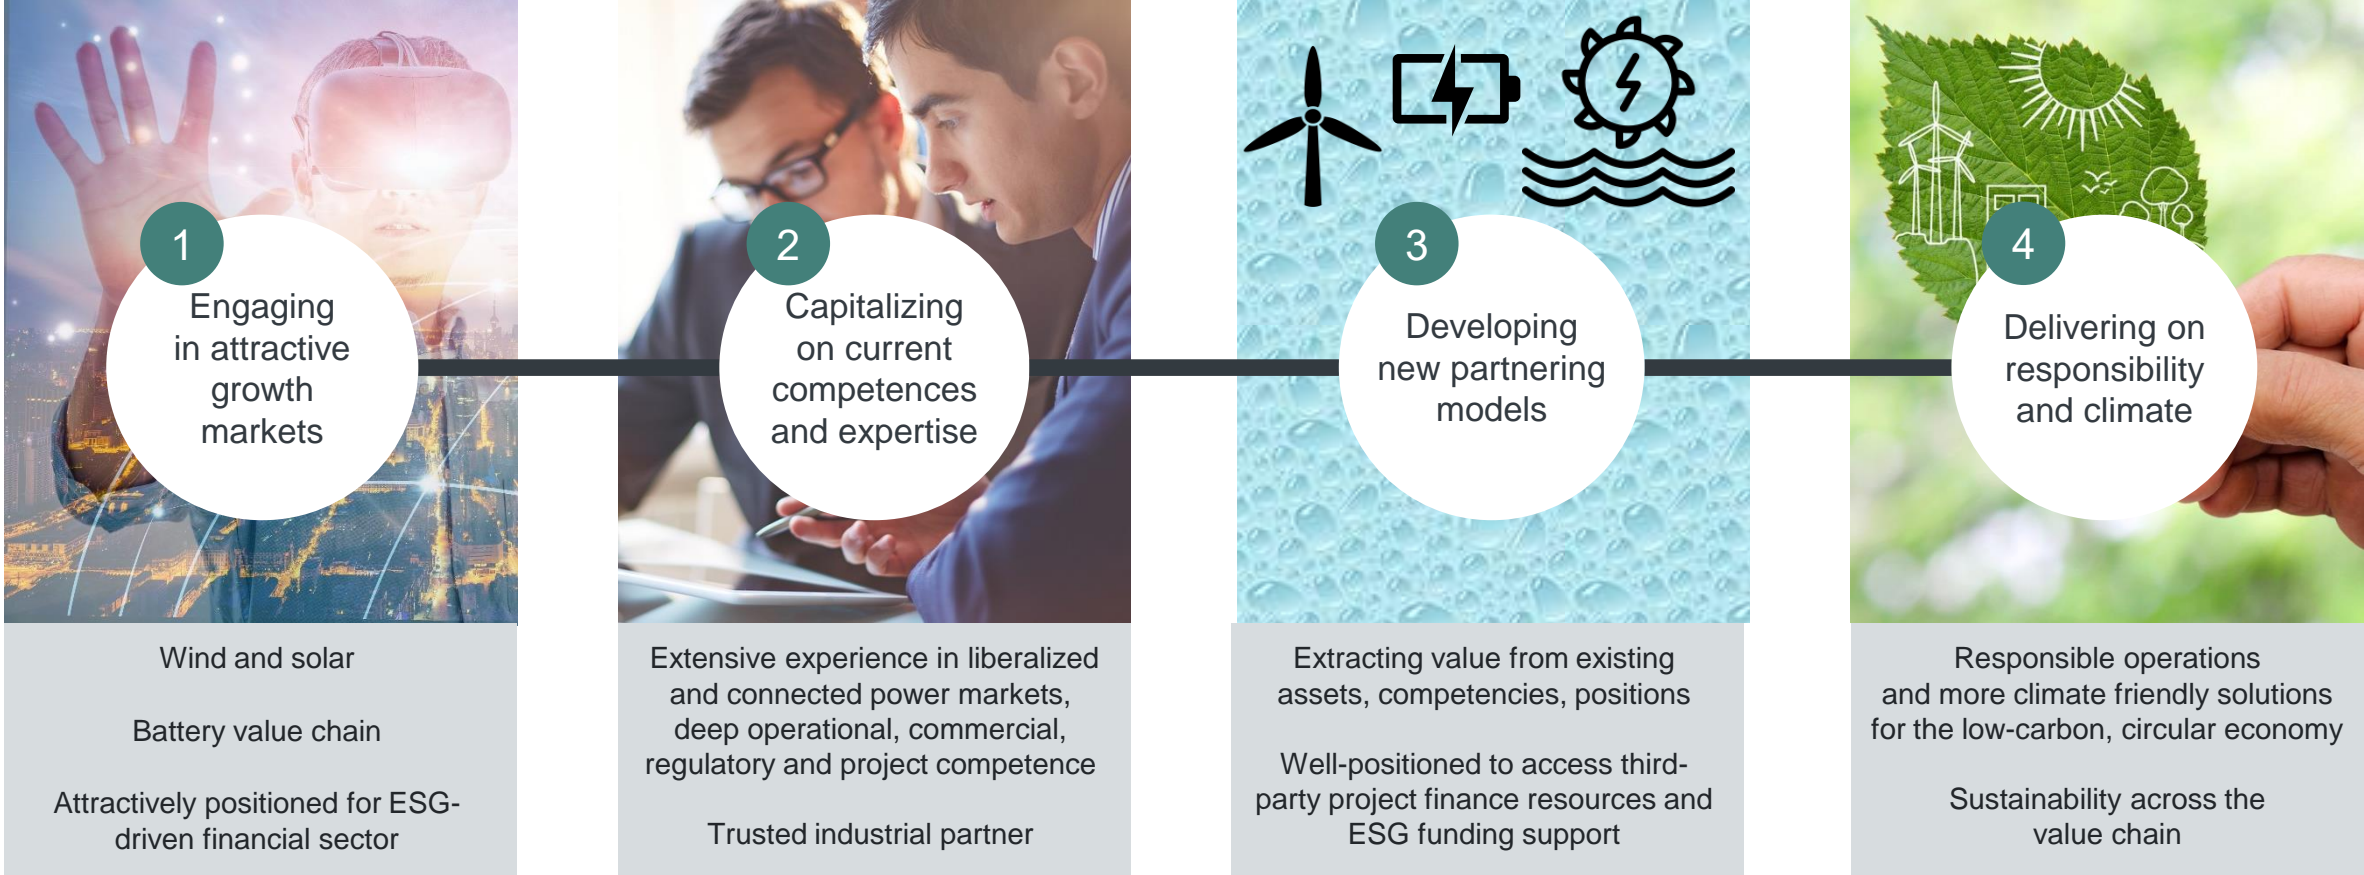 1
Engaging
in attractive
growth
markets
Wind and solar
Battery value chain
Attractively positioned for ESG-
driven financial sector
2
Capitalizing
on current
competences
and expertise
Extensive experience in liberalized
and connected power markets,
deep operational, commercial,
regulatory and project competence
Trusted industrial partner
3
Developing
new partnering
models
Extracting value from existing
assets, competencies, positions
Well-positioned to access third-
party project finance resources and
ESG funding support
4
Delivering on
responsibility
and climate
Responsible operations
and more climate friendly solutions
for the low-carbon, circular economy
Sustainability across the
value chain